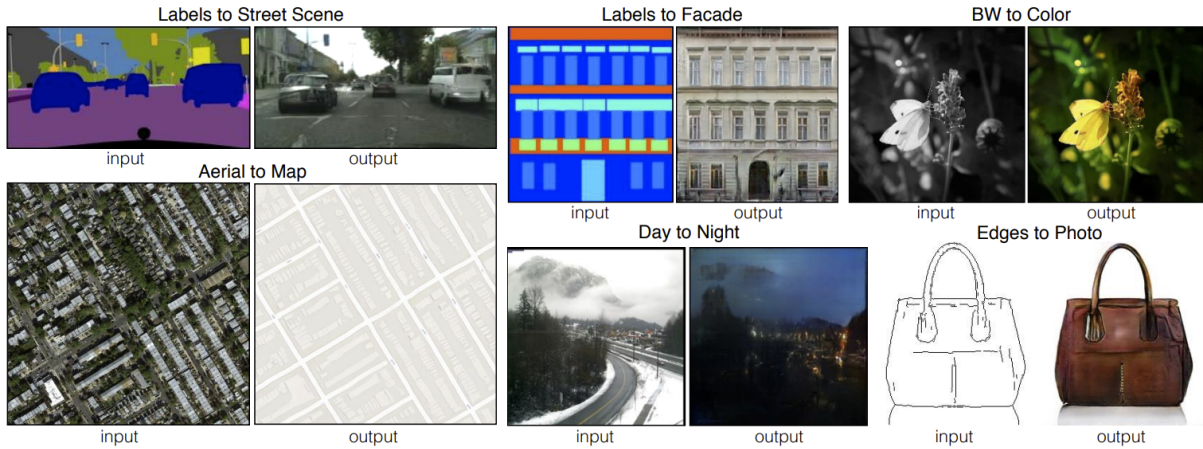 Labels to Street Scene
input
output
Aerial to Map
input
output
Labels to Facade
input
output
BW to Color
input
output
Day to Night
input
output
Edges to Photo
input
output